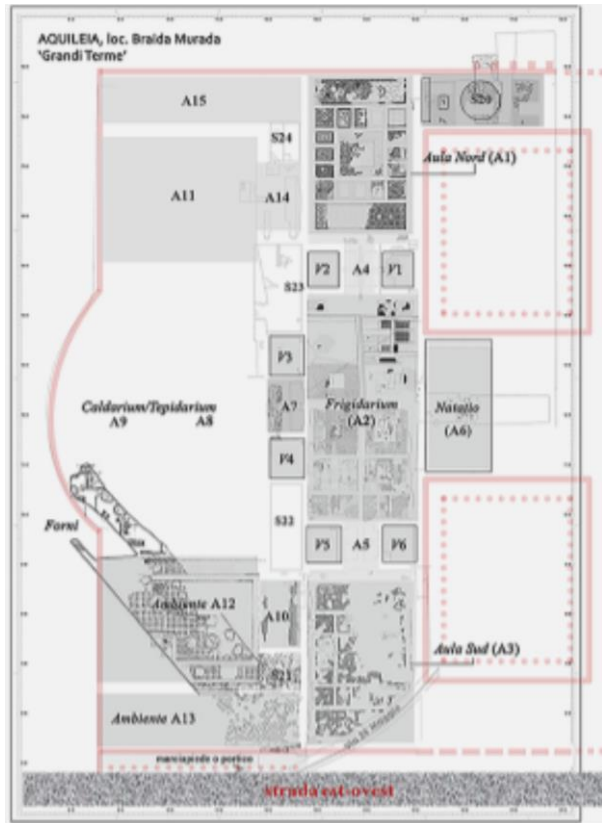 AQUILEIA, loc. Braida Murada
'Grandi Terme'
A15
S20
S24
Aula Nord (A1)
A11
A14
V2
A4
V1
S23
V3
Caldarium/Tepidarium
A9
A8
A7
Frigidarium
(A2)
Natatio
(A6)
V4
Forni
S22
V5
A5
V6
Ambiente A12
A10
Aula Sud (A3)
S21
Ambiente A13
marciapiede o portico
strada est-ovest